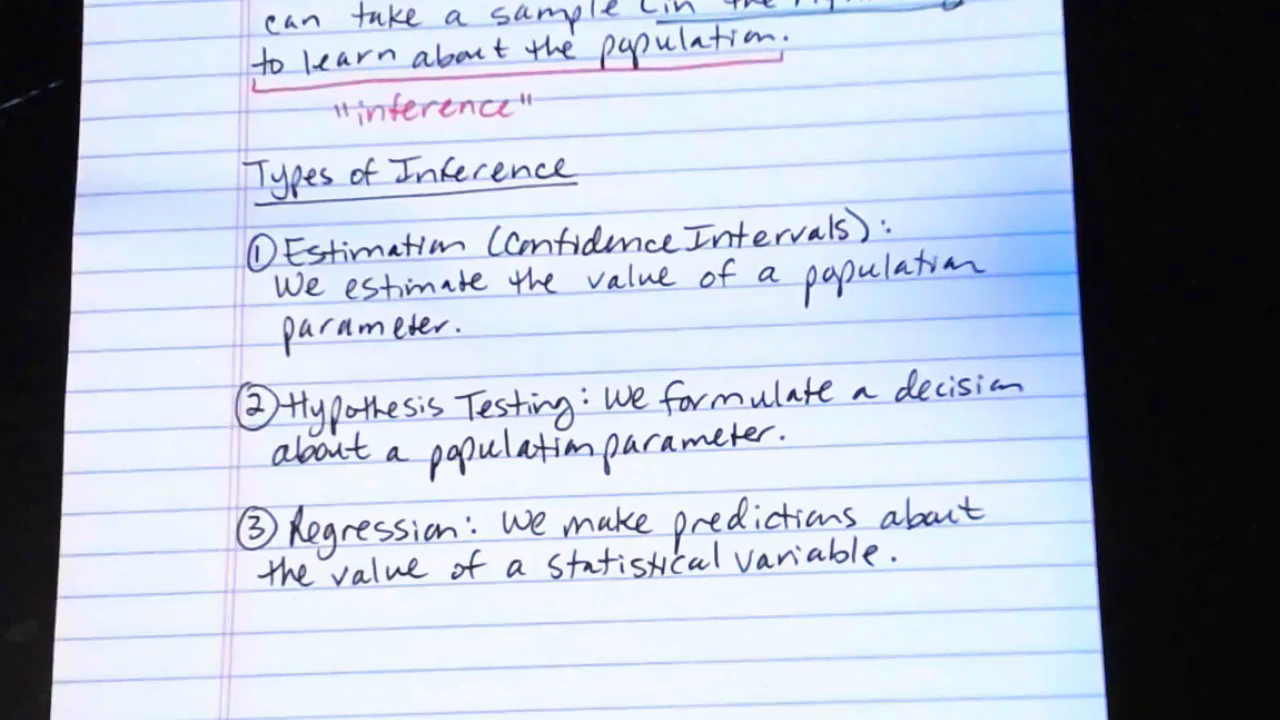 can take a sample (in the
to learn about the population.
"inference"
Types of Inference
① Estimation (Confidence Intervals):
We estimate the value of a population
parameter.
② Hypothesis Testing: We formulate a decision
about a population parameter.
③ Regression: We make predictions about
the value of a statistical variable.